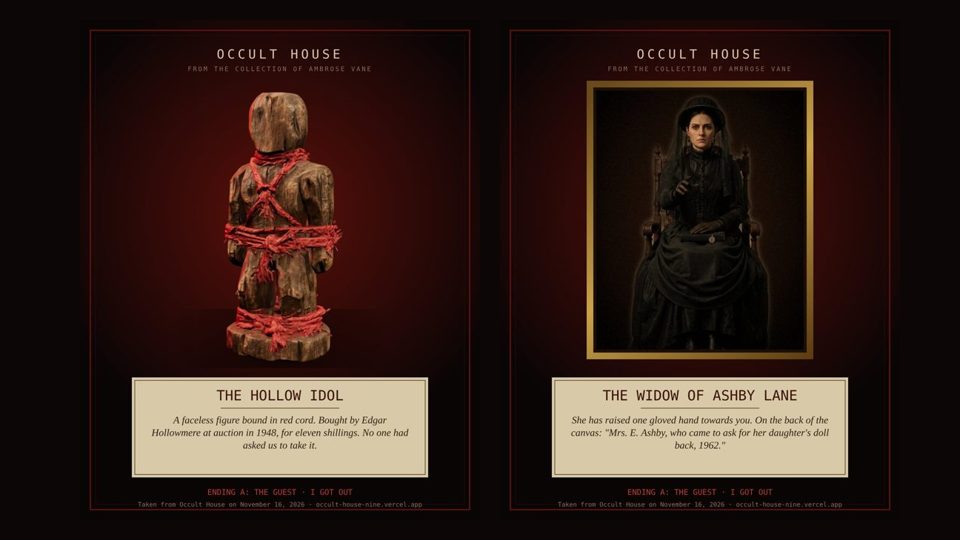 OCCULT HOUSE
FROM THE COLLECTION OF AMBROSE VANE
THE HOLLOW IDOL
A faceless figure bound in red cord. Bought by Edgar
Hollowmere at auction in 1948, for eleven shillings. No one had
asked us to take it.
ENDING A: THE GUEST · I GOT OUT
Taken from Occult House on November 16, 2026 · occult-house-nine.vercel.app
OCCULT HOUSE
FROM THE COLLECTION OF AMBROSE VANE
THE WIDOW OF ASHBY LANE
She has raised one gloved hand towards you. On the back of the
canvas: "Mrs. E. Ashby, who came to ask for her daughter's doll
back, 1962."
ENDING A: THE GUEST · I GOT OUT
Taken from Occult House on November 16, 2026 · occult-house-nine.vercel.app